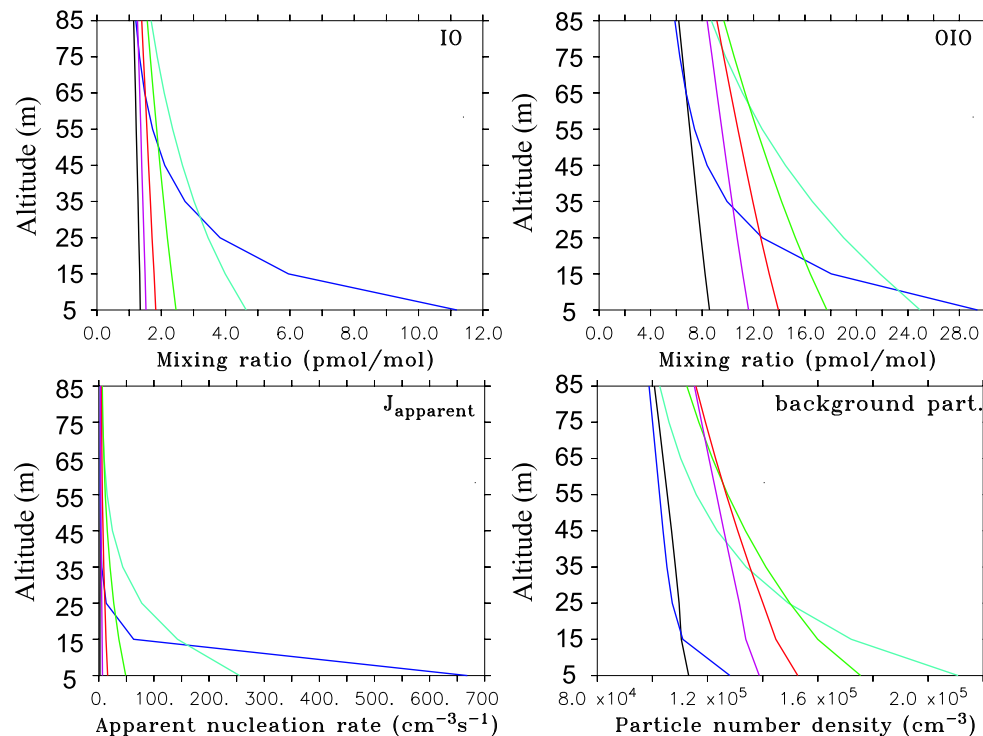 85
75
65
55
45
35
25
15
5
Altitude (m)
IO
0.0 2.0 4.0 6.0 8.0 10.0 12.0
Mixing ratio (pmol/mol)
85
75
65
55
45
35
25
15
5
Altitude (m)
OIO
0.0 4.0 8.0 12.0 16.0 20.0 24.0 28.0
Mixing ratio (pmol/mol)
85
75
65
55
45
35
25
15
5
Altitude (m)
J_apparent
0. 100. 200. 300. 400. 500. 600. 700
Apparent nucleation rate (cm⁻³s⁻¹)
85
75
65
55
45
35
25
15
5
Altitude (m)
background part.
8.0 x10⁴ 1.2 x10⁵ 1.6 x10⁵ 2.0 x10⁵
Particle number density (cm⁻³)